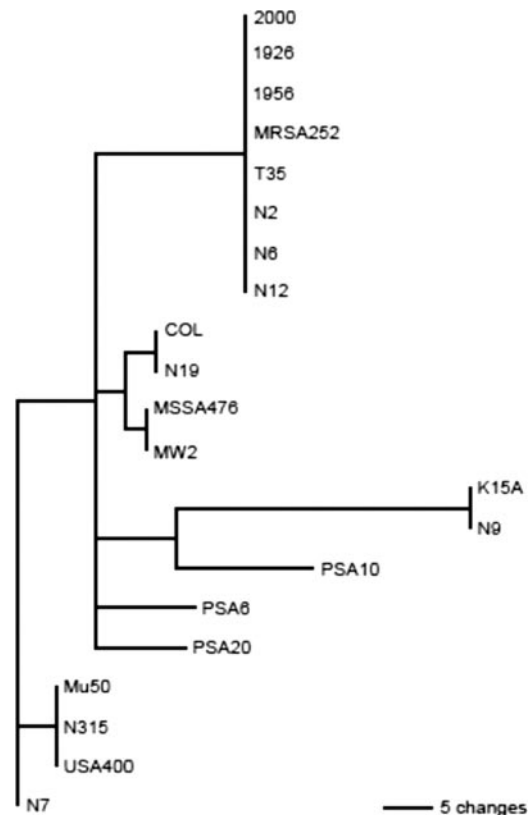 2000
1926
1956
MRSA252
T35
N2
N6
N12
COL
N19
MSSA476
MW2
K15A
N9
PSA10
PSA6
PSA20
Mu50
N315
USA400
N7
5 changes